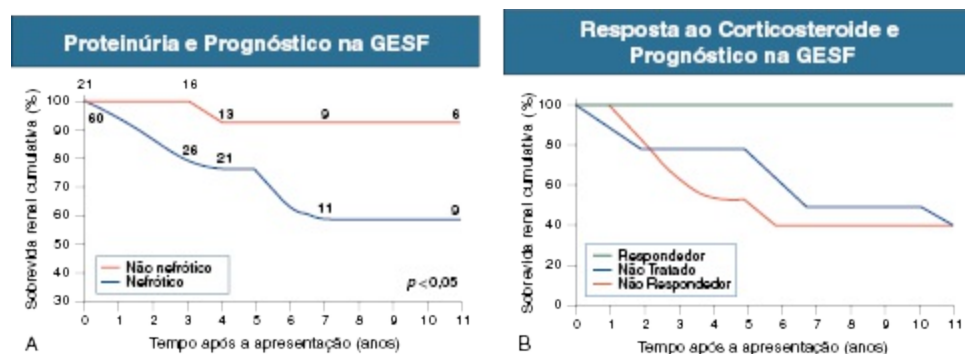 Proteinúria e Prognóstico na GESF
Sobrevida renal cumulativa (%)
100
90
80
70
60
50
40
30
21
16
13
9
6
60
26
21
11
9
Não nefrótico
Nefrótico
p<0,05
0 1 2 3 4 5 6 7 8 9 10 11
A
Tempo após a apresentação (anos)
Resposta ao Corticosteroide e
Prognóstico na GESF
Sobrevida renal cumulativa (%)
100
80
60
40
20
0
Respondedor
Não Tratado
Não Respondedor
0 1 2 3 4 5 6 7 8 9 10 11
B
Tempo após a apresentação (anos)